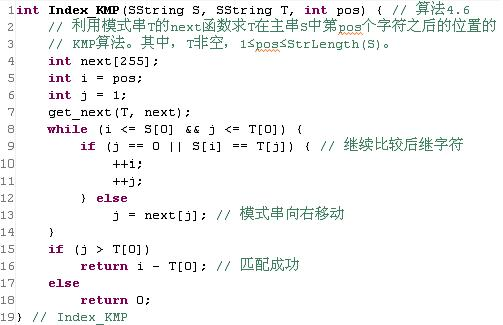 1 int Index_KMP(SString S, SString T, int pos) { // 算法4.6
2 // 利用模式串T的next函数求T在主串S中第pos个字符之后的位置的
3 // KMP算法。其中，T非空，1≤pos≤StrLength(S)。
4 int next[255];
5 int i = pos;
6 int j = 1;
7 get_next(T, next);
8 while (i <= S[0] && j <= T[0]) {
9 if (j == 0 || S[i] == T[j]) { // 继续比较后继字符
10 ++i;
11 ++j;
12 } else
13 j = next[j]; // 模式串向右移动
14 }
15 if (j > T[0])
16 return i - T[0]; // 匹配成功
17 else
18 return 0;
19 } // Index_KMP